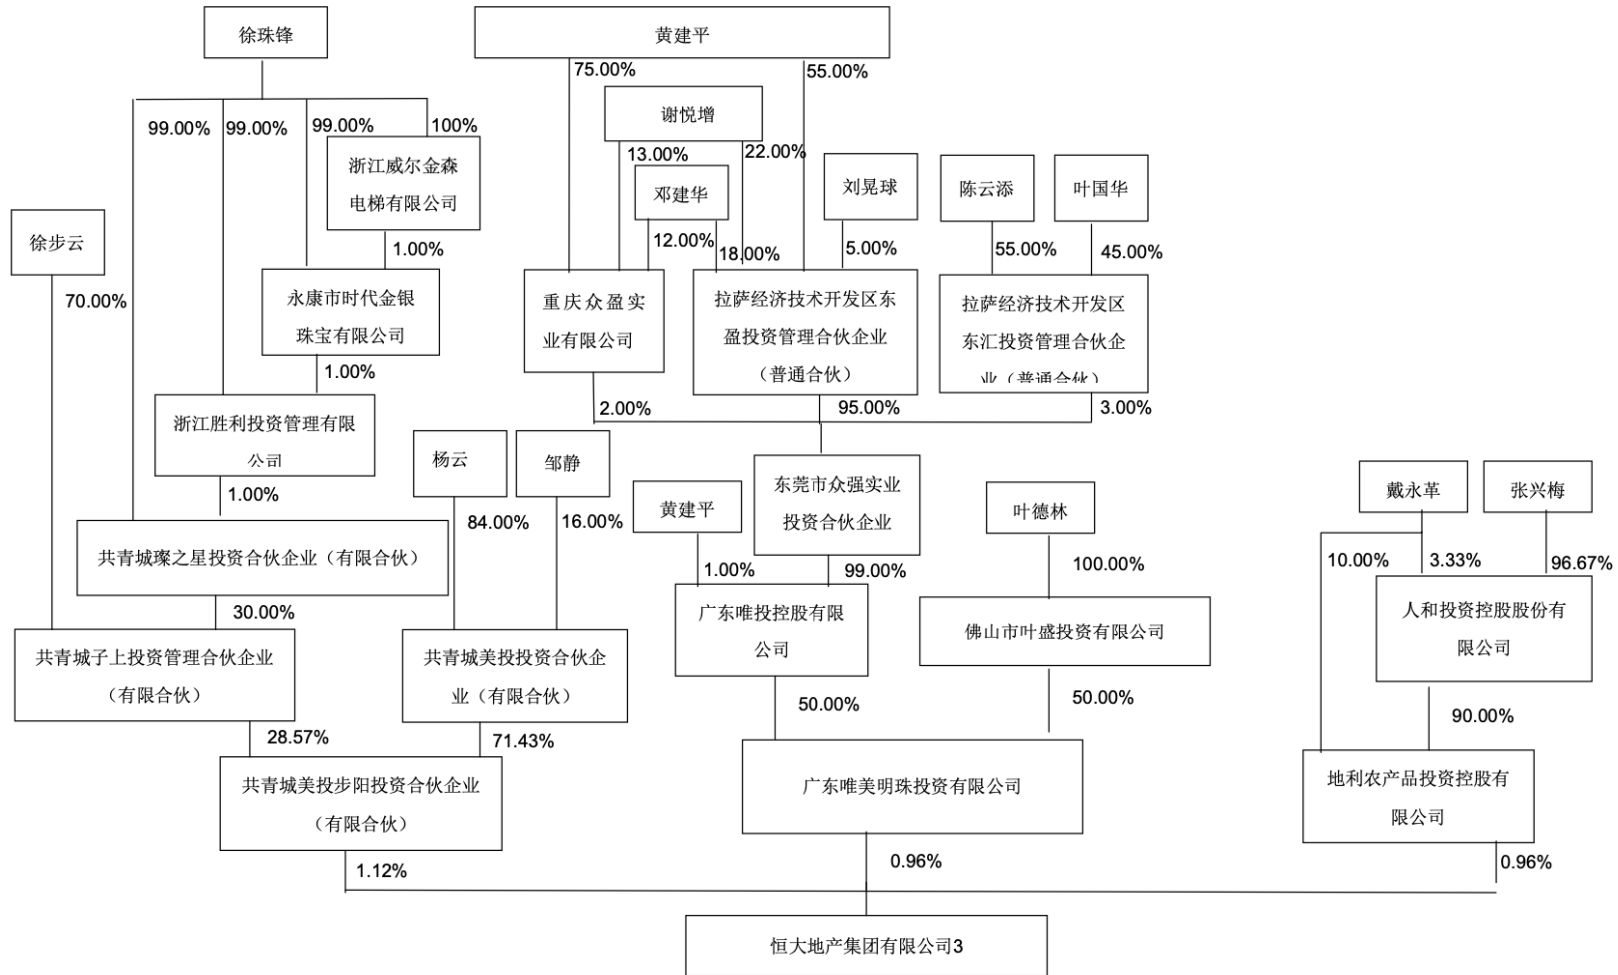 徐珠锋
黄建平
75.00%
55.00%
谢悦增
99.00%
99.00%
99.00%
100%
浙江威尔金森
电梯有限公司
13.00%
22.00%
邓建华
刘晃球
陈云添
叶国华
徐步云
1.00%
12.00%
18.00%
5.00%
55.00%
45.00%
70.00%
永康市时代金银
珠宝有限公司
重庆众盈实
业有限公司
拉萨经济技术开发区东
盈投资管理合伙企业
（普通合伙）
拉萨经济技术开发区
东汇投资管理合伙企
业（普通合伙）
1.00%
2.00%
95.00%
3.00%
浙江胜利投资管理有限
公司
杨云
邹静
1.00%
黄建平
东莞市众强实业
投资合伙企业
叶德林
戴永革
张兴梅
84.00%
16.00%
共青城璨之星投资合伙企业（有限合伙）
1.00%
99.00%
100.00%
10.00%
3.33%
96.67%
30.00%
广东唯投控股有限
公司
佛山市叶盛投资有限公司
人和投资控股股份有
限公司
共青城子上投资管理合伙企业
（有限合伙）
共青城美投投资合伙企
业（有限合伙）
50.00%
50.00%
90.00%
28.57%
71.43%
共青城美投步阳投资合伙企业
（有限合伙）
广东唯美明珠投资有限公司
地利农产品投资控股有
限公司
1.12%
0.96%
0.96%
恒大地产集团有限公司3